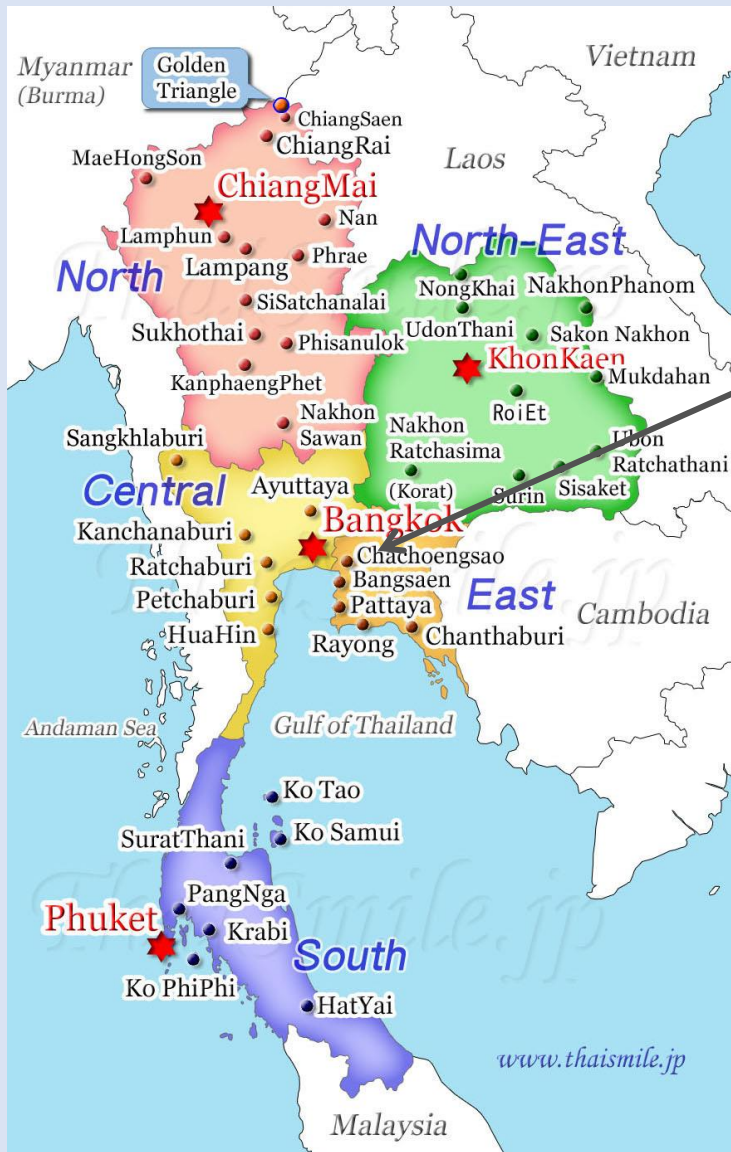 Myanmar
(Burma)
Golden
Triangle
Vietnam
ChiangSaen
ChiangRai
Laos
MaeHongSon
ChiangMai
Nan
Lamphun
North-East
Phrae
Lampang
North
NongKhai
NakhonPhanom
SiSatchanalai
UdonThani
Sakon Nakhon
Sukhothai
Phisanulok
KhonKaen
Mukdahan
KanphaengPhet
RoiEt
Nakhon
Sawan
Nakhon
Ratchasima
(Korat)
Ubon
Ratchathani
Sangkhlaburi
Sisaket
Surin
Central
Ayuttaya
Bangkok
Kanchanaburi
Chachoengsao
Ratchaburi
Bangsaen
East
Petchaburi
Pattaya
Cambodia
HuaHin
Rayong
Chanthaburi
Andaman Sea
Gulf of Thailand
Ko Tao
Ko Samui
SuratThani
PangNga
Phuket
Krabi
South
Ko PhiPhi
HatYai
www.thaismile.jp
Malaysia
ThaiSmile.jp